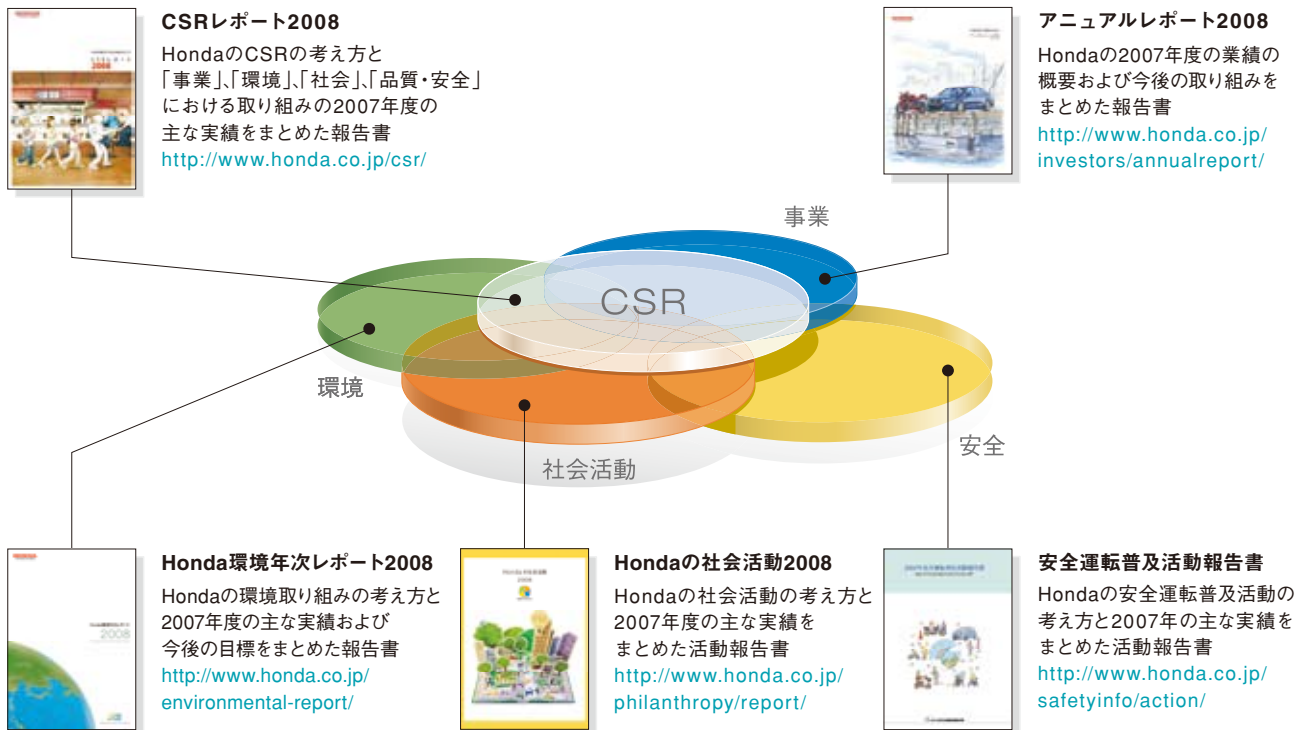 CSRレポート2008
HondaのCSRの考え方と
「事業」、「環境」、「社会」、「品質・安全」
における取り組みの2007年度の
主な実績をまとめた報告書
http://www.honda.co.jp/csr/
アニュアルレポート2008
Hondaの2007年度の業績の
概要および今後の取り組みを
まとめた報告書
http://www.honda.co.jp/
investors/annualreport/
事業
CSR
環境
社会活動
安全
Honda環境年次レポート2008
Hondaの環境取り組みの考え方と
2007年度の主な実績および
今後の目標をまとめた報告書
http://www.honda.co.jp/
environmental-report/
2008
Hondaの社会活動2008
Hondaの社会活動の考え方と
2007年度の主な実績を
まとめた活動報告書
http://www.honda.co.jp/
philanthropy/report/
安全運転普及活動報告書
Hondaの安全運転普及活動の
考え方と2007年の主な実績を
まとめた活動報告書
http://www.honda.co.jp/
safetyinfo/action/